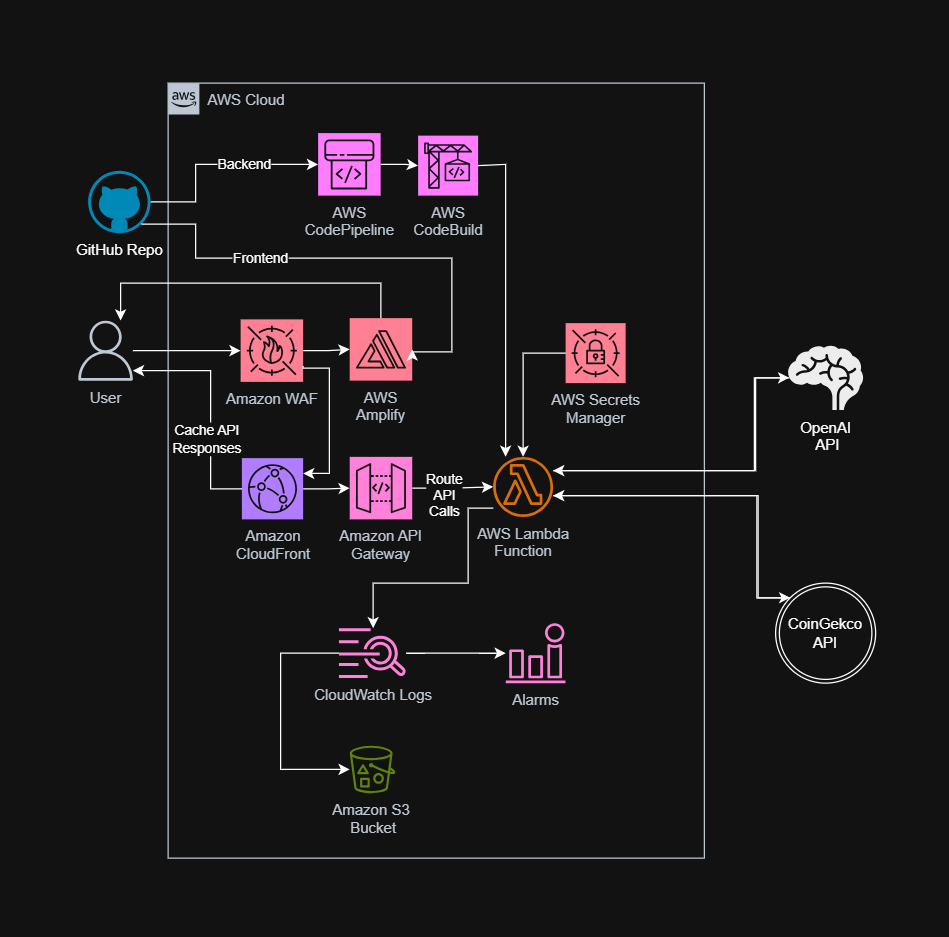 aws
AWS Cloud
Backend
AWS
CodePipeline
AWS
CodeBuild
GitHub Repo
Frontend
User
Amazon WAF
AWS
Amplify
AWS Secrets
Manager
OpenAI
API
Cache API
Responses
Route
API
Calls
Amazon
CloudFront
Amazon API
Gateway
AWS Lambda
Function
CoinGekco
API
CloudWatch Logs
Alarms
Amazon S3
Bucket